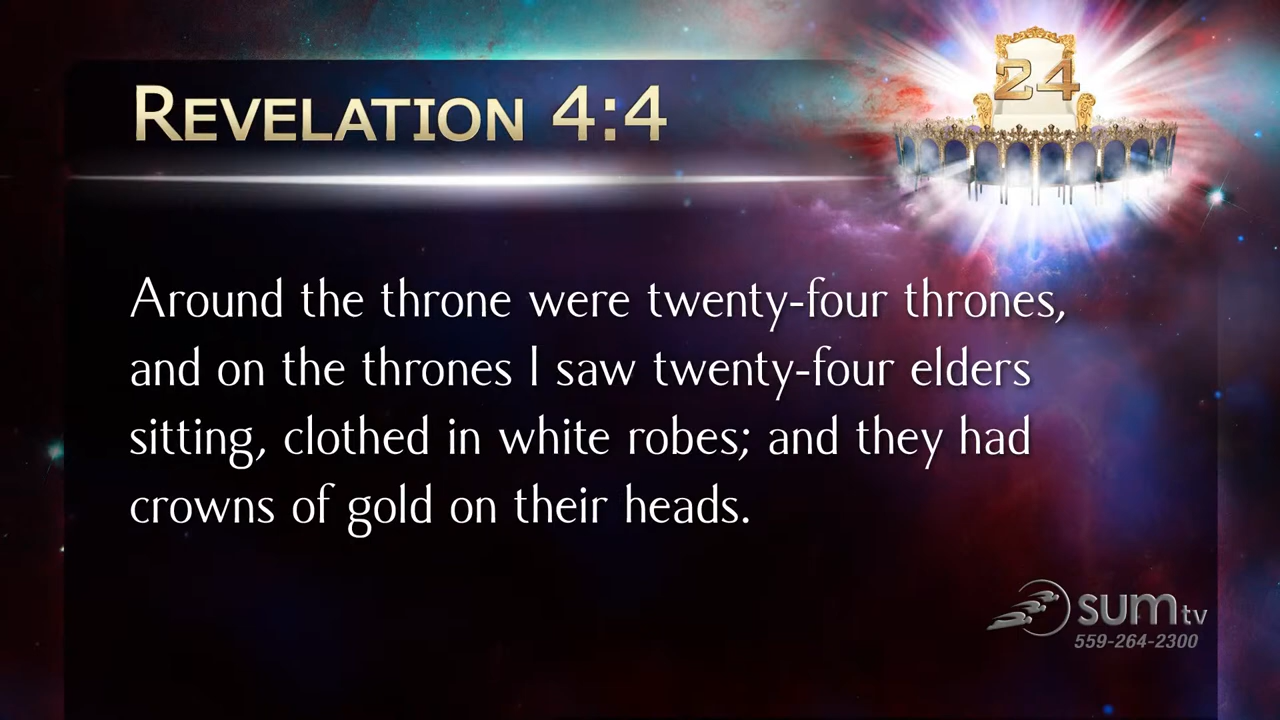 24
REVELATION 4:4
Around the throne were twenty-four thrones,
and on the thrones I saw twenty-four elders
sitting, clothed in white robes; and they had
crowns of gold on their heads.
sumtv
559-264-2300